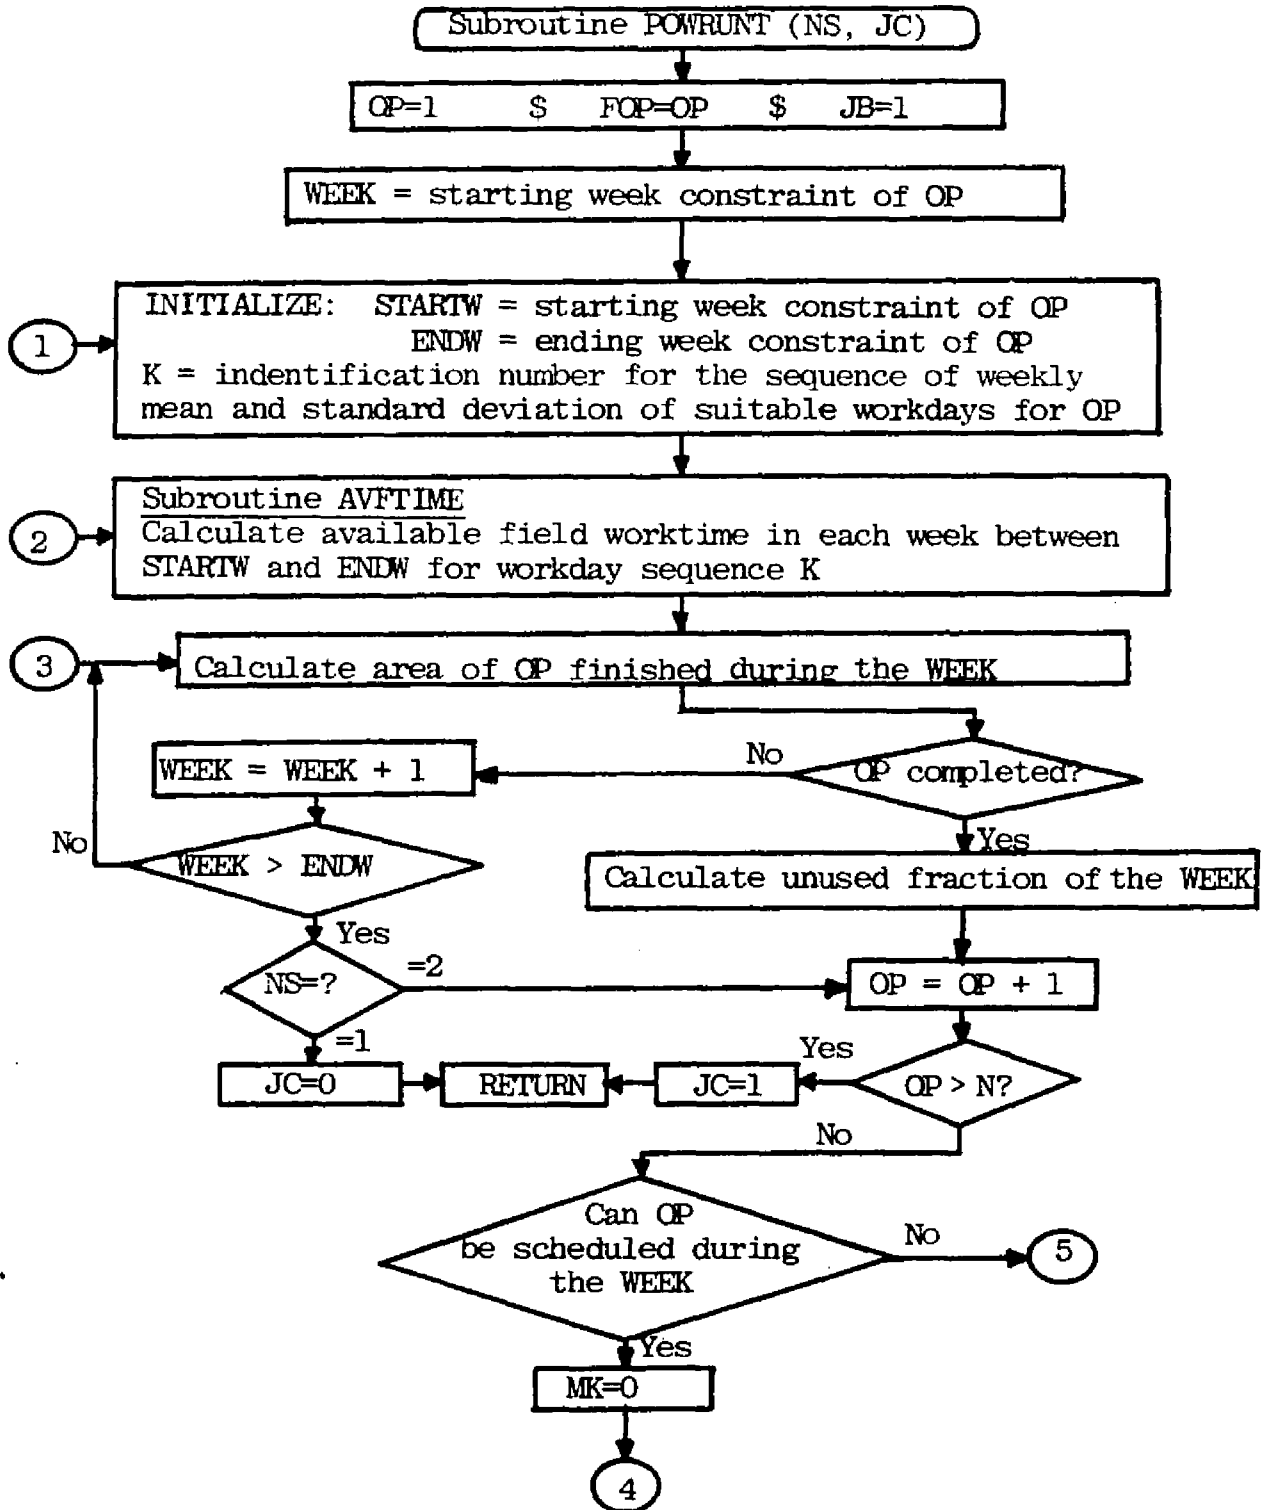 Subroutine POWRUNT (NS, JC)
OP=1 $ FOP=OP $ JB=1
WEEK = starting week constraint of OP
1
INITIALIZE: STARTW = starting week constraint of OP
ENDW = ending week constraint of OP
K = indentification number for the sequence of weekly
mean and standard deviation of suitable workdays for OP
2
Subroutine AVFTIME
Calculate available field worktime in each week between
STARTW and ENDW for workday sequence K
3
Calculate area of OP finished during the WEEK
WEEK = WEEK + 1
No
OP completed?
No
WEEK > ENDW
Yes
Calculate unused fraction of the WEEK
Yes
NS=?
=2
OP = OP + 1
=1
Yes
JC=0
RETURN
JC=1
OP > N?
No
Can OP
be scheduled during
the WEEK
No
5
Yes
MK=0
4